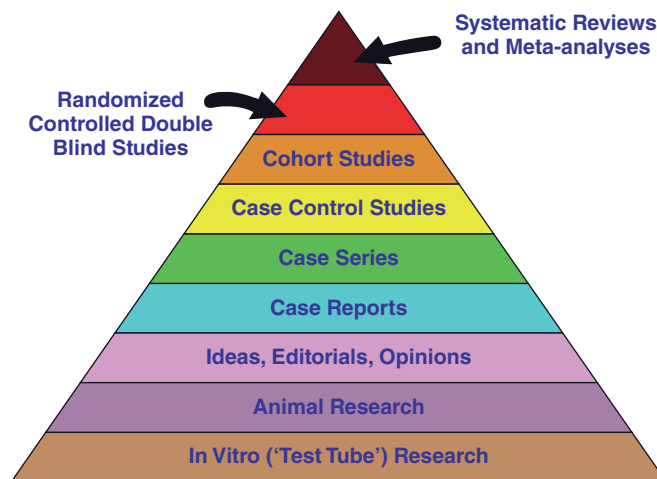 Systematic Reviews
and Meta-analyses
Randomized
Controlled Double
Blind Studies
Cohort Studies
Case Control Studies
Case Series
Case Reports
Ideas, Editorials, Opinions
Animal Research
In Vitro (‘Test Tube’) Research